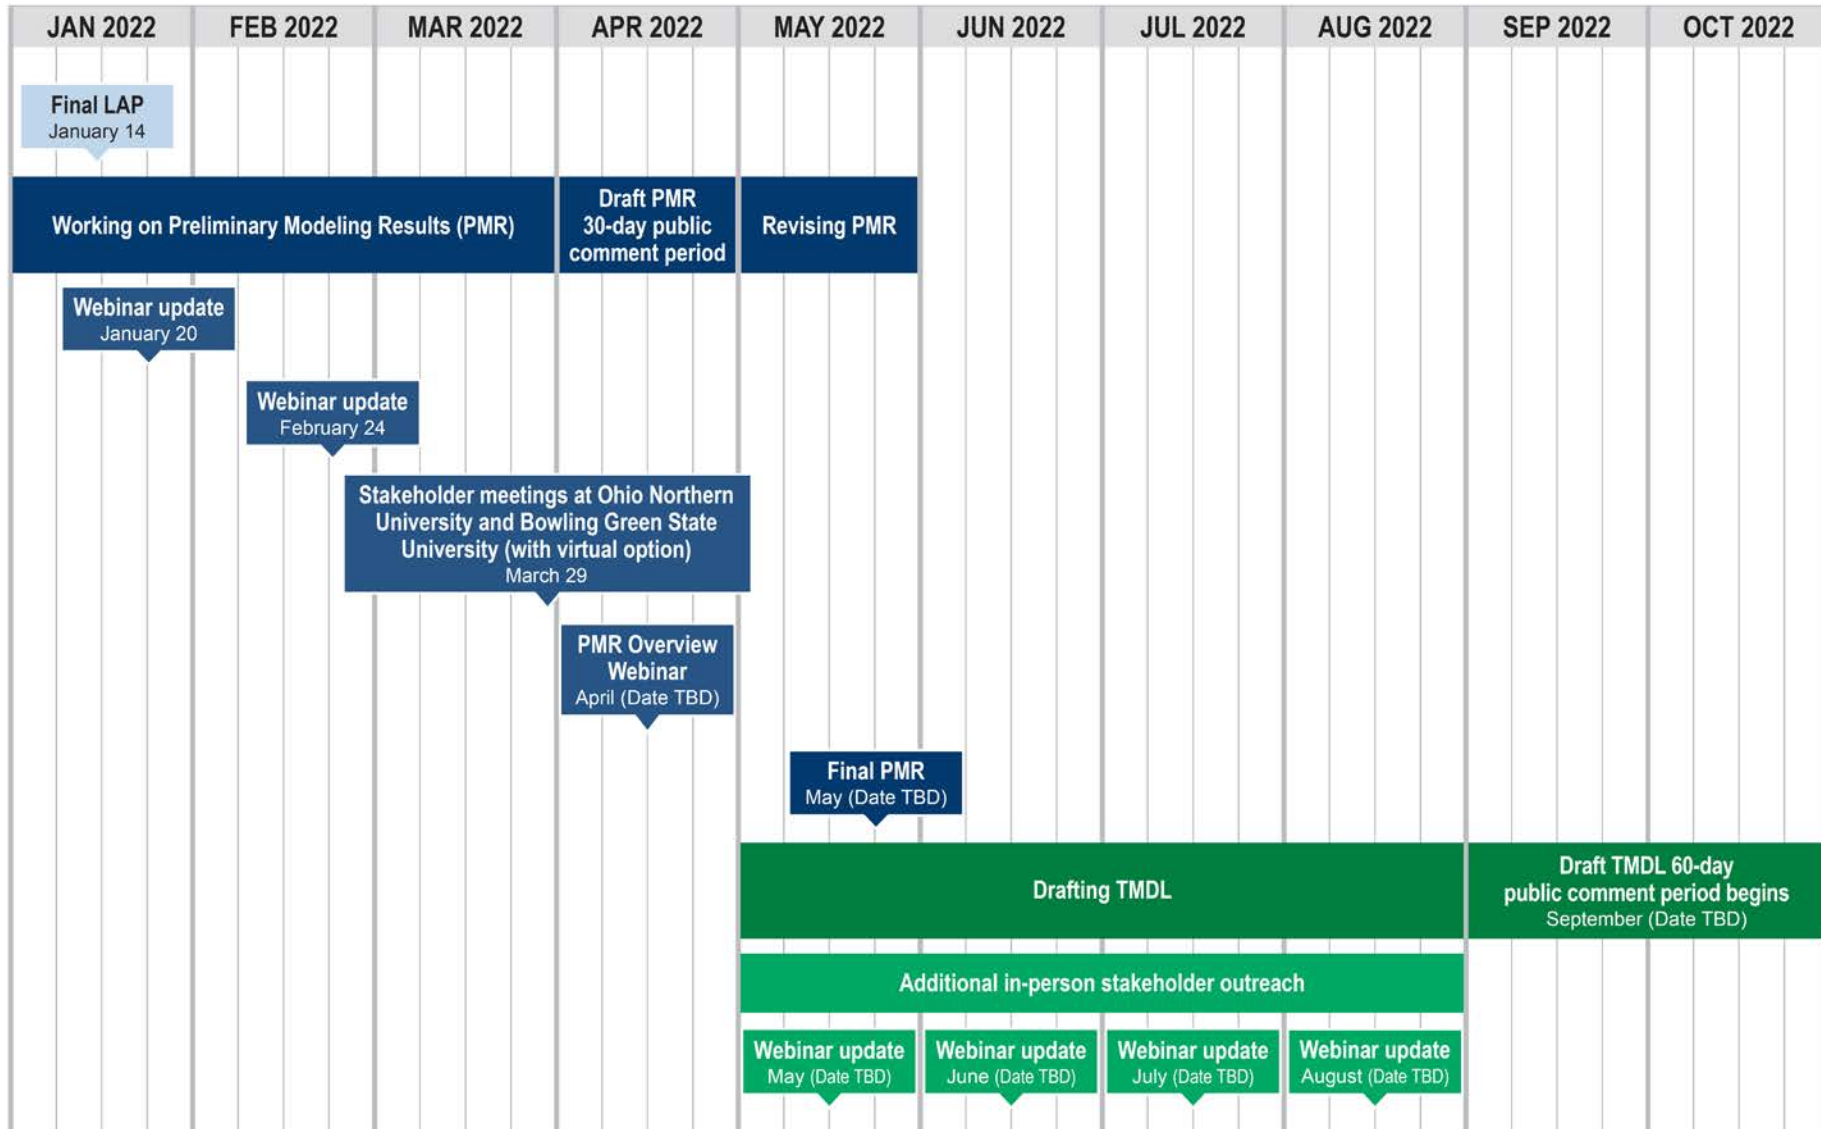 JAN 2022
FEB 2022
MAR 2022
APR 2022
MAY 2022
JUN 2022
JUL 2022
AUG 2022
SEP 2022
OCT 2022
Final LAP
January 14
Working on Preliminary Modeling Results (PMR)
Draft PMR
30-day public
comment period
Revising PMR
Webinar update
January 20
Webinar update
February 24
Stakeholder meetings at Ohio Northern
University and Bowling Green State
University (with virtual option)
March 29
PMR Overview
Webinar
April (Date TBD)
Final PMR
May (Date TBD)
Drafting TMDL
Draft TMDL 60-day
public comment period begins
September (Date TBD)
Additional in-person stakeholder outreach
Webinar update
May (Date TBD)
Webinar update
June (Date TBD)
Webinar update
July (Date TBD)
Webinar update
August (Date TBD)